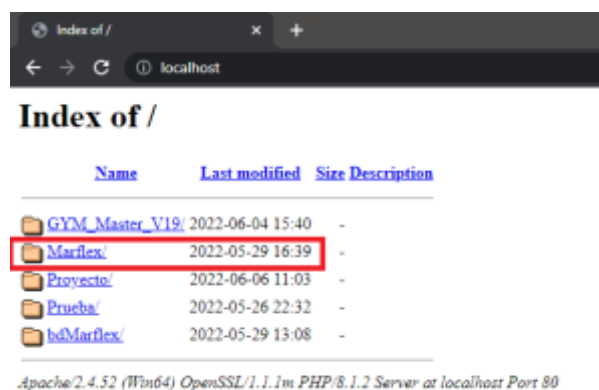 Index of /
localhost
Index of /
Name Last modified Size Description
GYM_Master_V19/ 2022-06-04 15:40 -
Marflex/ 2022-05-29 16:39 -
Proyecto/ 2022-06-06 11:03 -
Prueba/ 2022-05-26 22:32 -
bdMarflex/ 2022-05-29 13:08 -
Apache/2.4.52 (Win64) OpenSSL/1.1.1m PHP/8.1.2 Server at localhost Port 80